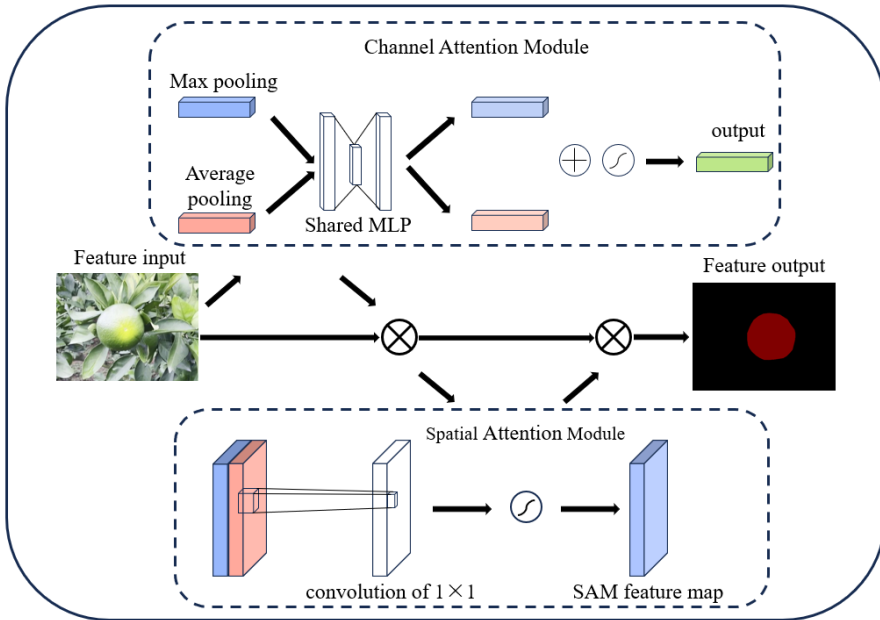 Channel Attention Module
Max pooling
output
Average
pooling
Shared MLP
Feature input
Feature output
Spatial Attention Module
convolution of 1×1
SAM feature map